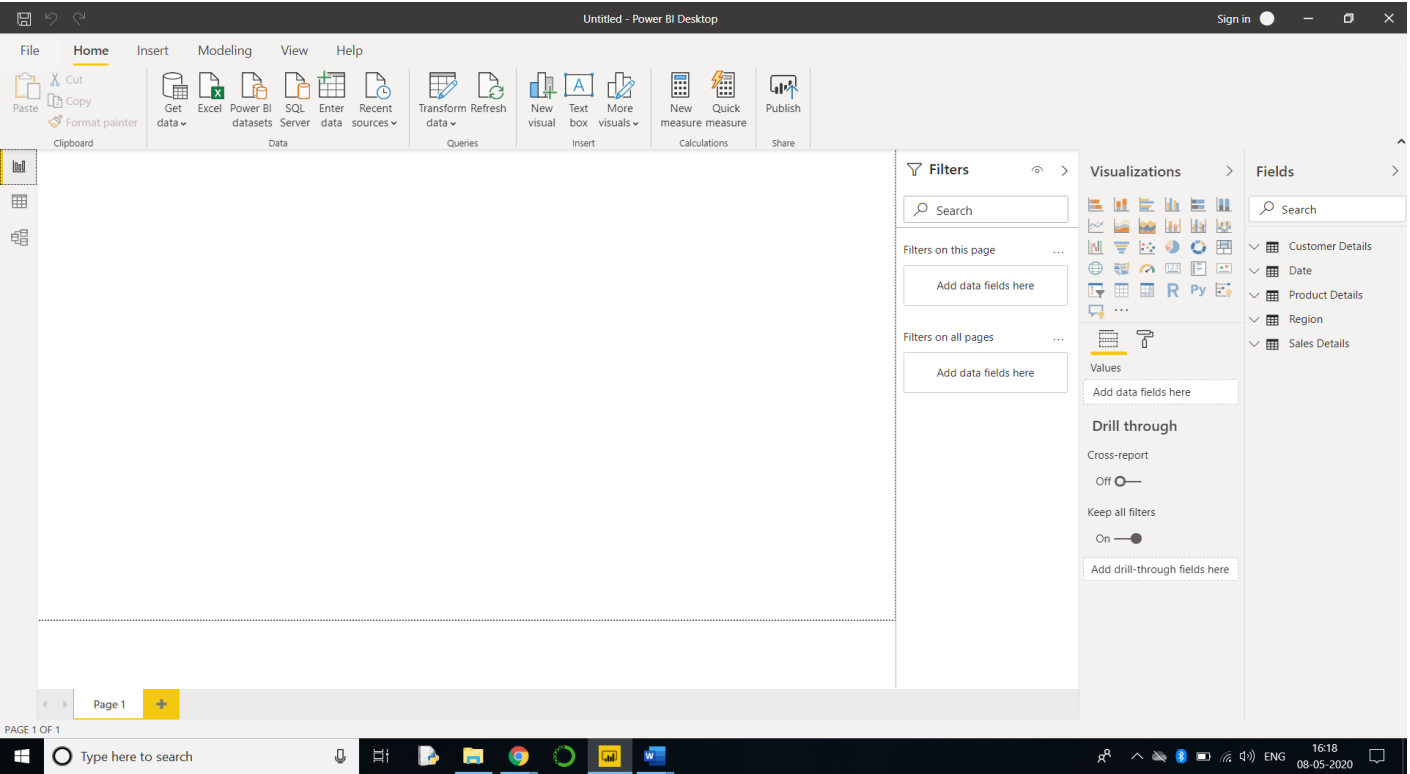 Untitled - Power BI Desktop
Sign in
File Home Insert Modeling View Help
Paste
Cut
Copy
Format painter
Clipboard
Get data
Excel
Power BI datasets
SQL Server
Enter data
Recent sources
Data
Transform data
Refresh
Queries
New visual
Text box
More visuals
Insert
New measure
Quick measure
Calculations
Publish
Share
Filters
Search
Filters on this page
...
Add data fields here
Filters on all pages
...
Add data fields here
Visualizations
123
R Py
...
Values
Add data fields here
Drill through
Cross-report
Off
Keep all filters
On
Add drill-through fields here
Fields
Search
Customer Details
Date
Product Details
Region
Sales Details
Page 1
PAGE 1 OF 1
Type here to search
ENG
16:18
08-05-2020